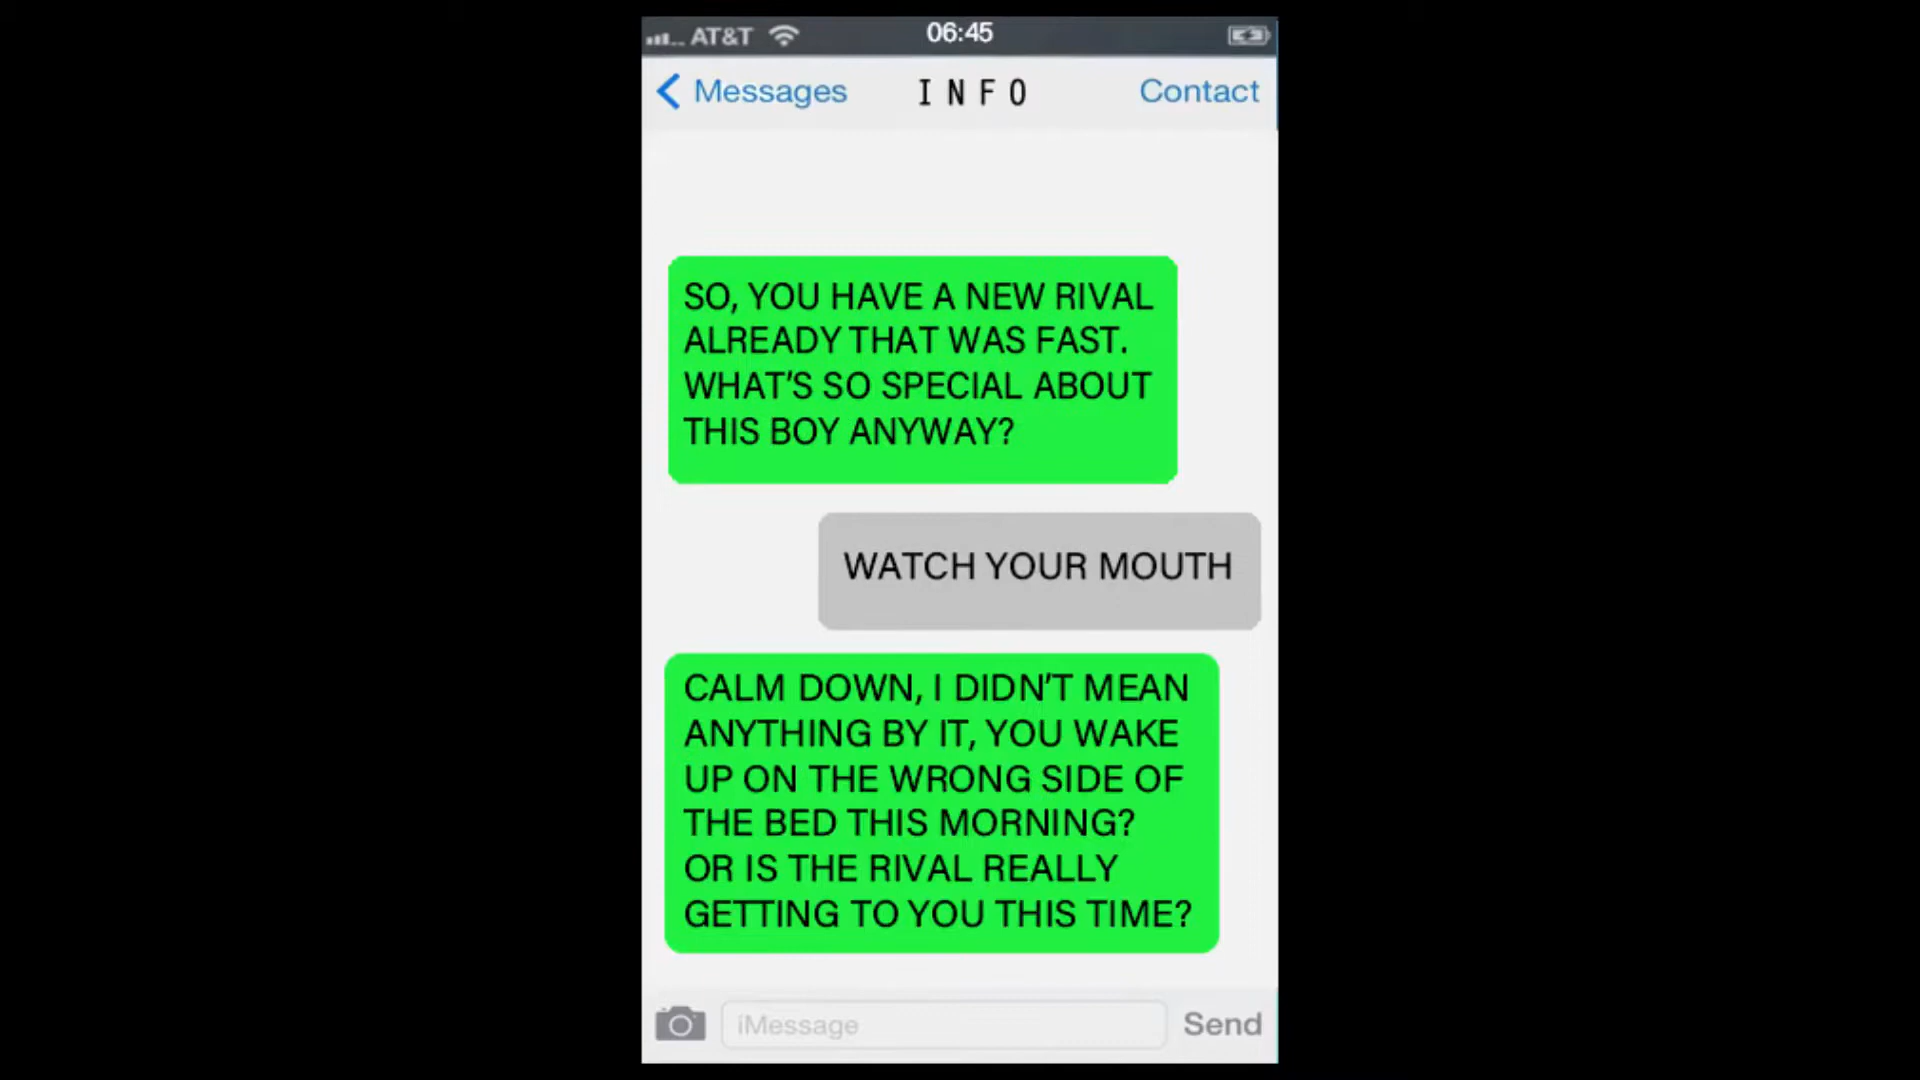 AT&T 06:45
Messages INFO Contact
SO, YOU HAVE A NEW RIVAL
ALREADY THAT WAS FAST.
WHAT'S SO SPECIAL ABOUT
THIS BOY ANYWAY?
WATCH YOUR MOUTH
CALM DOWN, I DIDN'T MEAN
ANYTHING BY IT, YOU WAKE
UP ON THE WRONG SIDE OF
THE BED THIS MORNING?
OR IS THE RIVAL REALLY
GETTING TO YOU THIS TIME?
iMessage Send